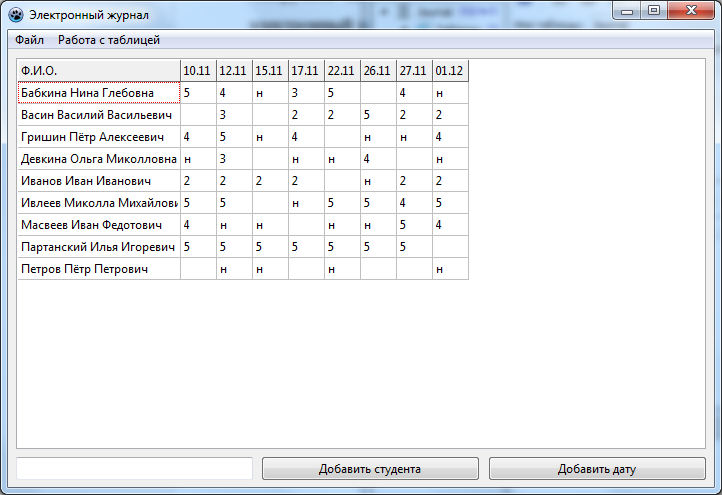 Электронный журнал
Файл Работа с таблицей
Ф.И.О. 10.11 12.11 15.11 17.11 22.11 26.11 27.11 01.12
Бабкина Нина Глебовна 5 4 н 3 5 4 н
Васин Василий Васильевич 3 2 2 5 2 2
Гришин Пётр Алексеевич 4 5 н 4 н н 4
Девкина Ольга Миколловна н 3 н н 4 н
Иванов Иван Иванович 2 2 2 2 н 2 2
Ивлеев Миколла Михайлови 5 5 н 5 5 4 5
Масвеев Иван Федотович 4 н н н н 5 4
Партанский Илья Игоревич 5 5 5 5 5 5 5
Петров Пётр Петрович н н н н
Добавить студента Добавить дату